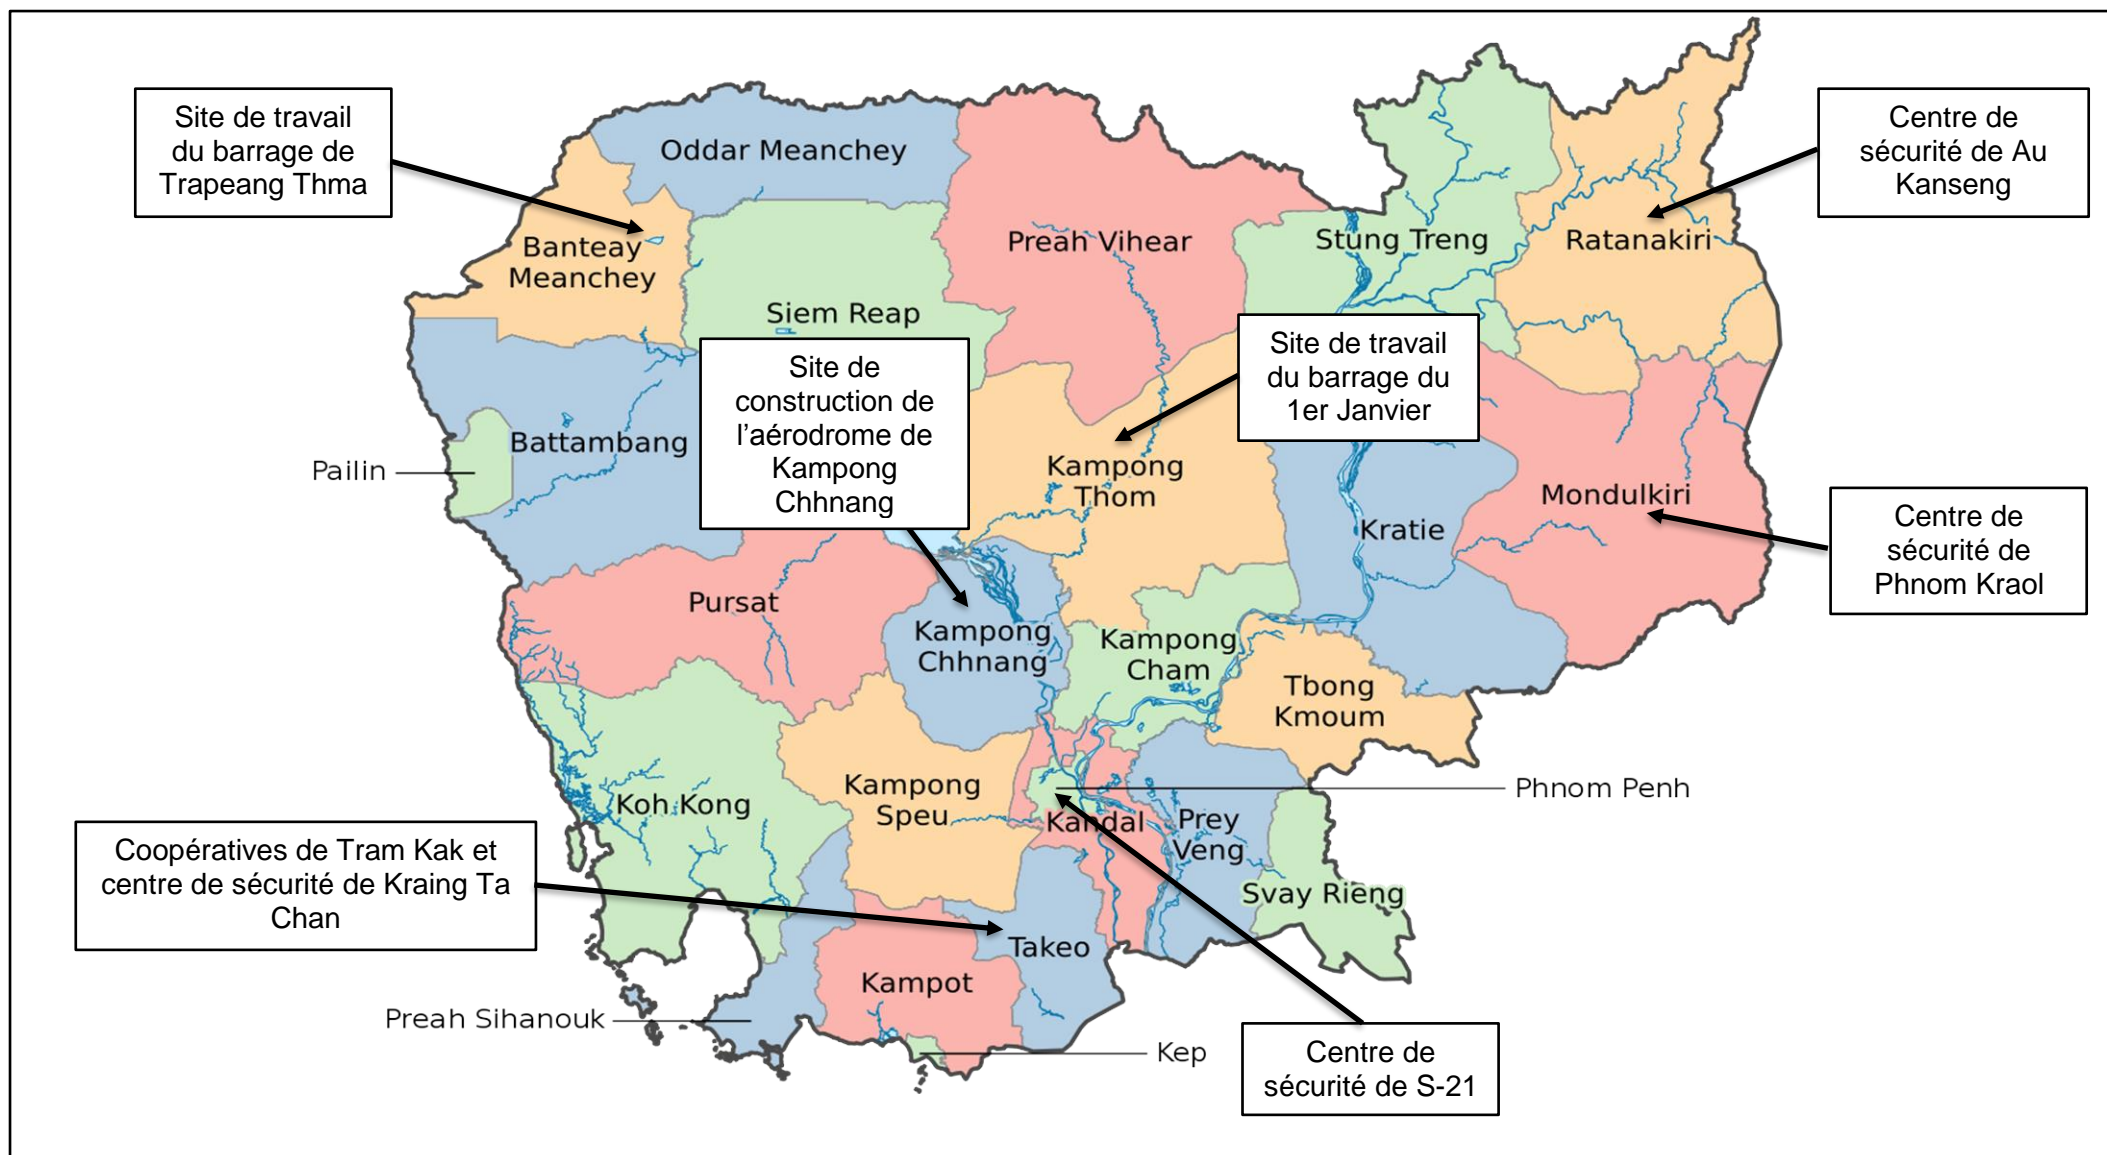 Site de travail
du barrage de
Trapeang Thma
Oddar Meanchey
Centre de
sécurité de Au
Kanseng
Banteay
Meanchey
Preah Vihear
Stung Treng
Ratanakiri
Siem Reap
Site de
construction de
l’aérodrome de
Kampong
Chhnang
Site de travail
du barrage du
1er Janvier
Battambang
Pailin
Kampong
Thom
Kratie
Mondulkiri
Centre de
sécurité de
Phnom Kraol
Pursat
Kampong
Chhnang
Kampong
Cham
Tbong
Kmoum
Koh Kong
Kampong
Speu
Phnom Penh
Kandal
Prey
Veng
Svay Rieng
Coopératives de Tram Kak et
centre de sécurité de Kraing Ta
Chan
Takeo
Kampot
Preah Sihanouk
Kep
Centre de
sécurité de S-21